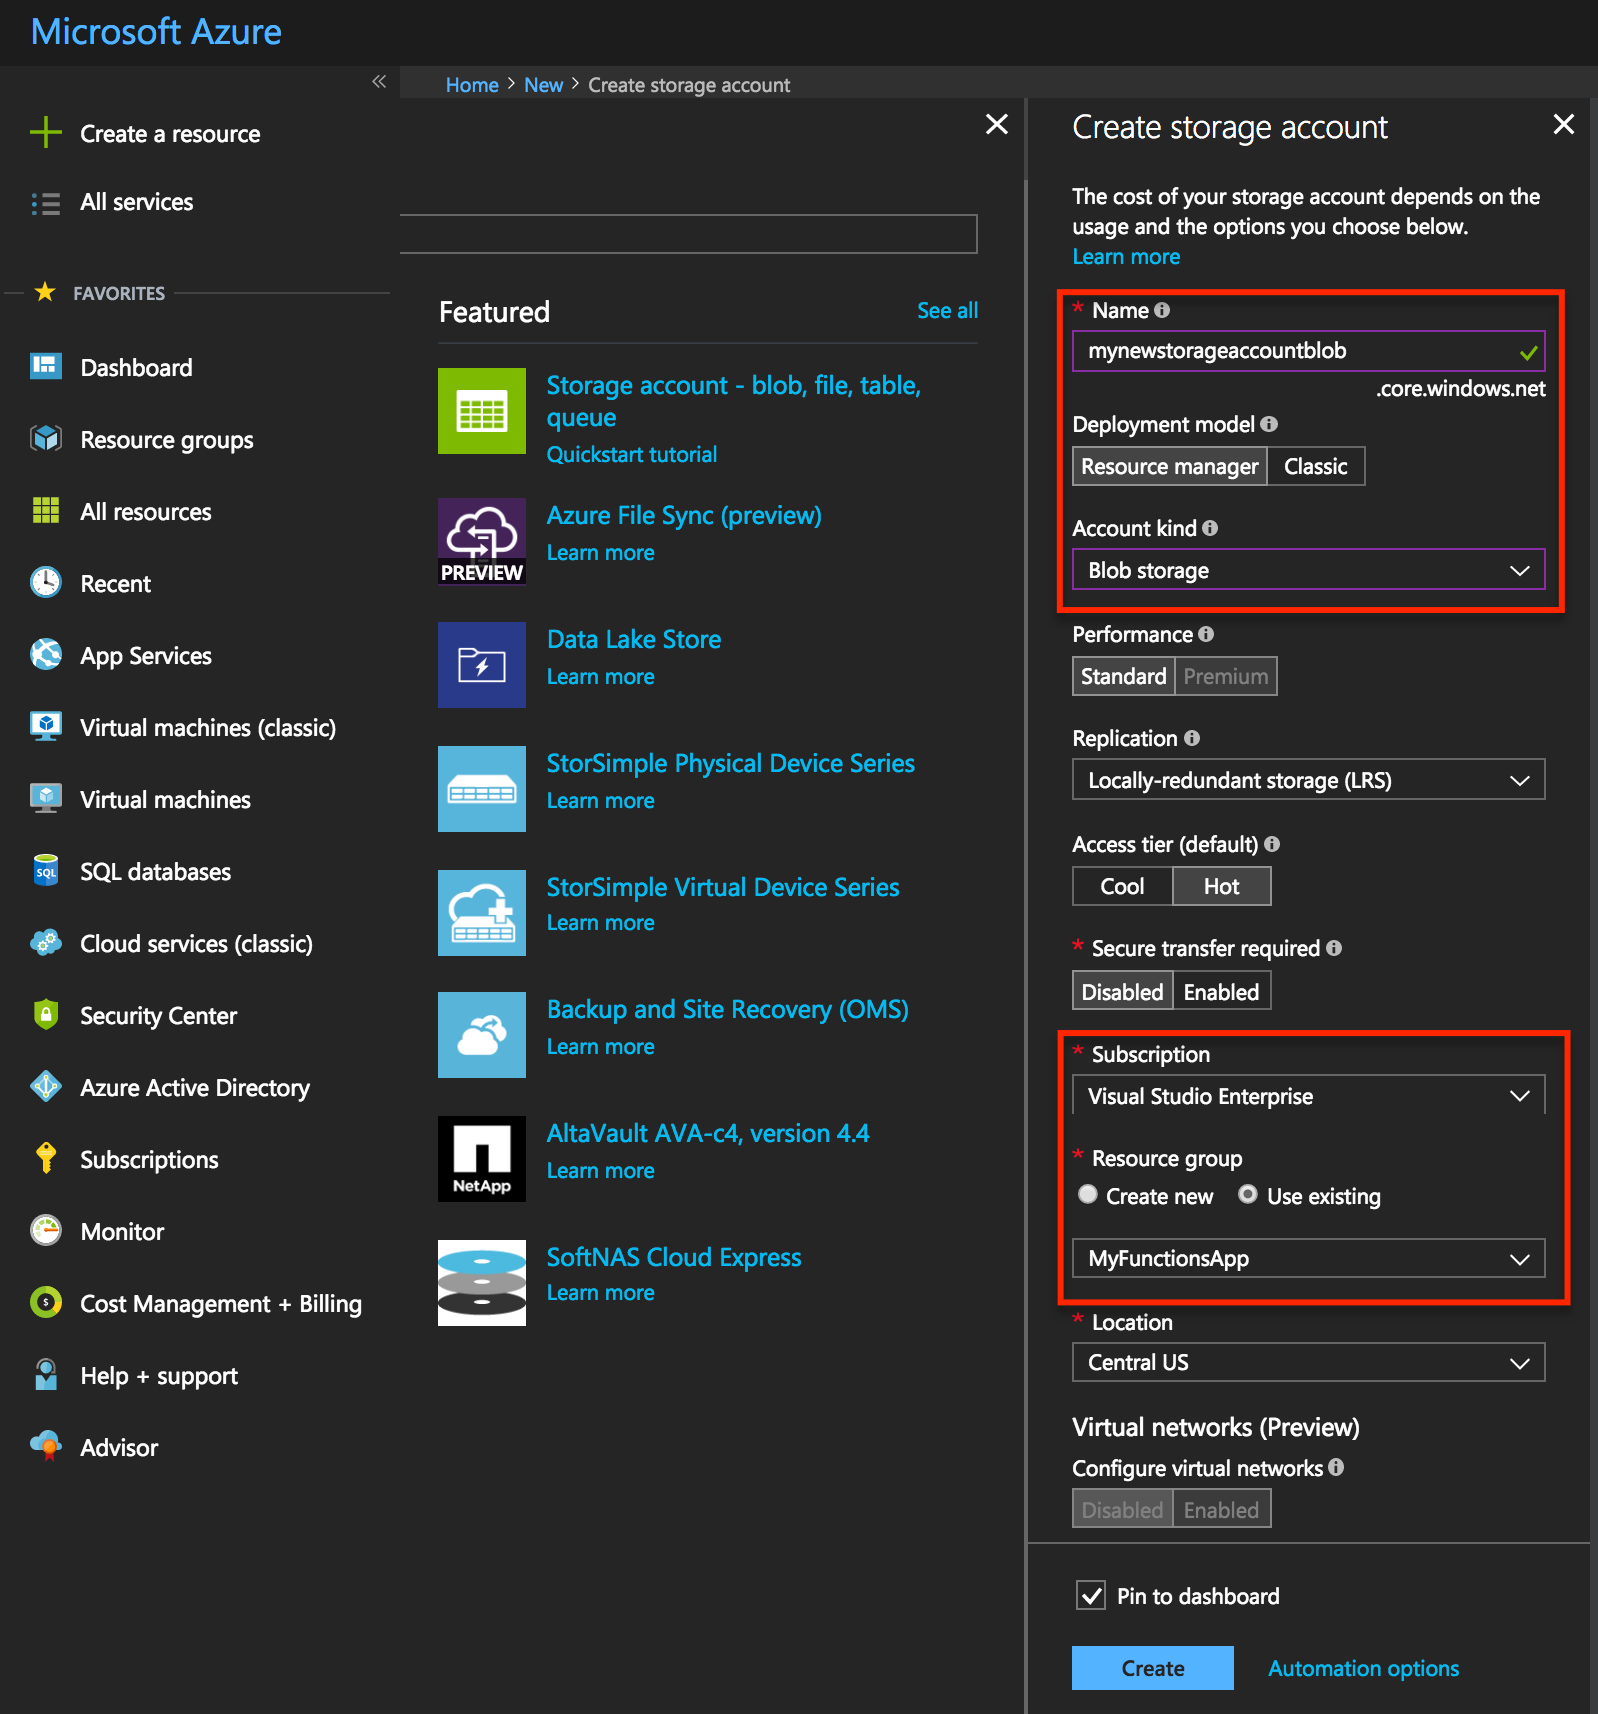 Microsoft Azure
«
Home > New > Create storage account
Create a resource
All services
FAVORITES
Dashboard
Resource groups
All resources
Recent
App Services
Virtual machines (classic)
Virtual machines
SQL
SQL databases
Cloud services (classic)
Security Center
Azure Active Directory
Subscriptions
Monitor
$
Cost Management + Billing
Help + support
Advisor
Featured
See all
Storage account - blob, file, table,
queue
Quickstart tutorial
PREVIEW
Azure File Sync (preview)
Learn more
Data Lake Store
Learn more
StorSimple Physical Device Series
Learn more
StorSimple Virtual Device Series
Learn more
Backup and Site Recovery (OMS)
Learn more
NetApp
AltaVault AVA-c4, version 4.4
Learn more
SoftNAS Cloud Express
Learn more
Create storage account
The cost of your storage account depends on the
usage and the options you choose below.
Learn more
* Name
mynewstorageaccountblob
.core.windows.net
Deployment model
Resource manager Classic
Account kind
Blob storage
Performance
Standard Premium
Replication
Locally-redundant storage (LRS)
Access tier (default)
Cool Hot
* Secure transfer required
Disabled Enabled
* Subscription
Visual Studio Enterprise
* Resource group
Create new Use existing
MyFunctionsApp
* Location
Central US
Virtual networks (Preview)
Configure virtual networks
Disabled Enabled
Pin to dashboard
Create Automation options